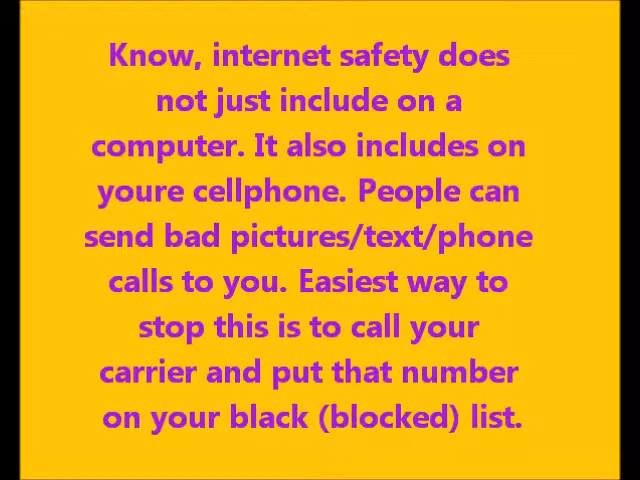 Know, internet safety does
not just include on a
computer. It also includes on
youre cellphone. People can
send bad pictures/text/phone
calls to you. Easiest way to
stop this is to call your
carrier and put that number
on your black (blocked) list.